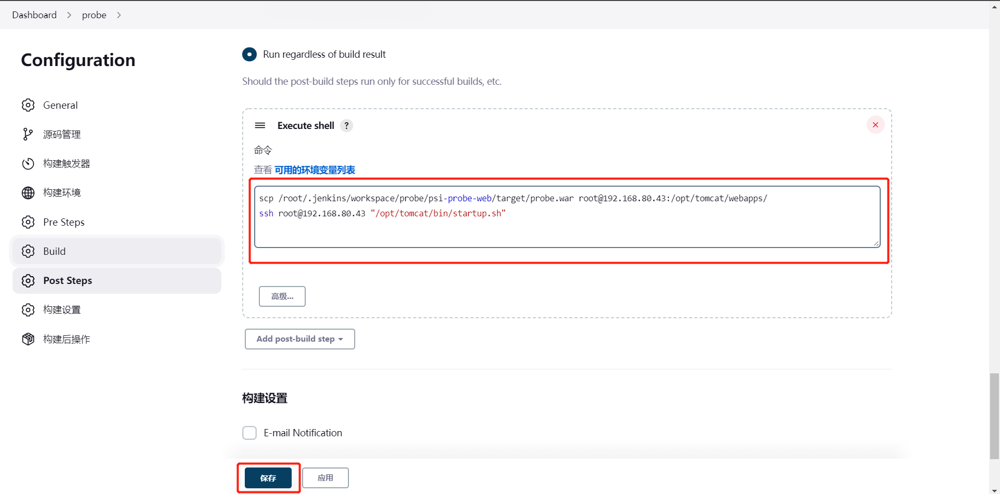 Dashboard > probe >
Configuration
General
源码管理
构建触发器
构建环境
Pre Steps
Build
Post Steps
构建设置
构建后操作
Run regardless of build result
Should the post-build steps run only for successful builds, etc.
Execute shell ?
命令
查看 可用的环境变量列表
scp /root/.jenkins/workspace/probe/psi-probe-web/target/probe.war root@192.168.80.43:/opt/tomcat/webapps/
ssh root@192.168.80.43 "/opt/tomcat/bin/startup.sh"
高级...
Add post-build step
构建设置
E-mail Notification
保存
应用